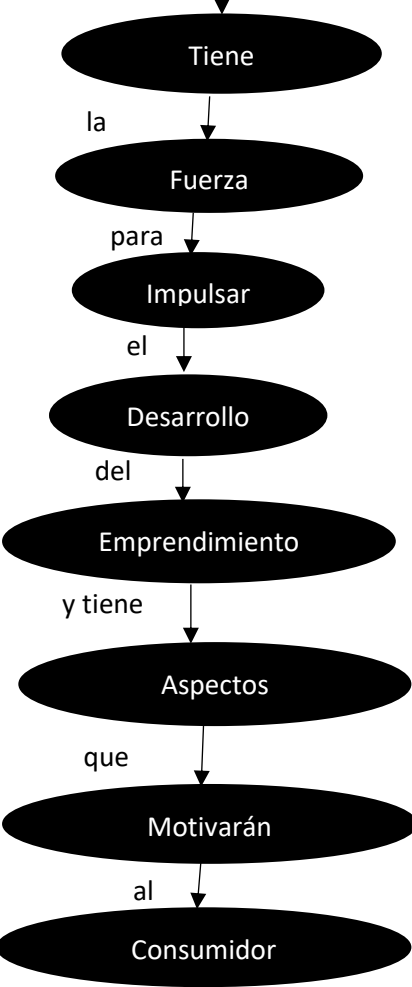 Tiene
la
Fuerza
para
Impulsar
el
Desarrollo
del
Emprendimiento
y tiene
Aspectos
que
Motivarán
al
Consumidor